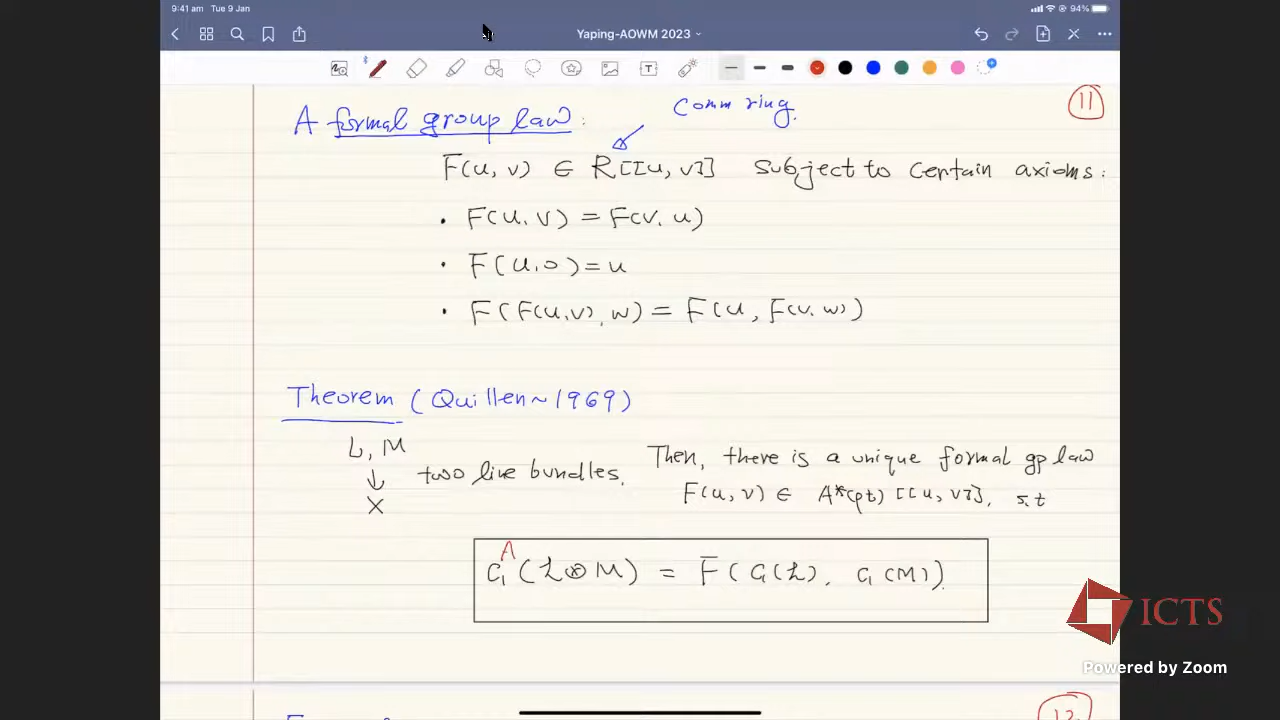 9:41 am Tue 9 Jan
94%
Yaping-AOWM 2023
A formal group law :
Comm ring.
11
F(u, v) ∈ R[[u, v]] subject to certain axioms :
· F(u, v) = F(v, u)
· F(u, 0) = u
· F(F(u,v), w) = F(u, F(v, w))
Theorem (Quillen ~ 1969)
L, M
↓
X
two line bundles.
Then, there is a unique formal gp law
F(u, v) ∈ A*(pt) [[u, v]], s.t
c₁ᴬ (L ⊗ M) = F ( c₁(L), c₁(M) ).
ICTS
Powered by Zoom
12